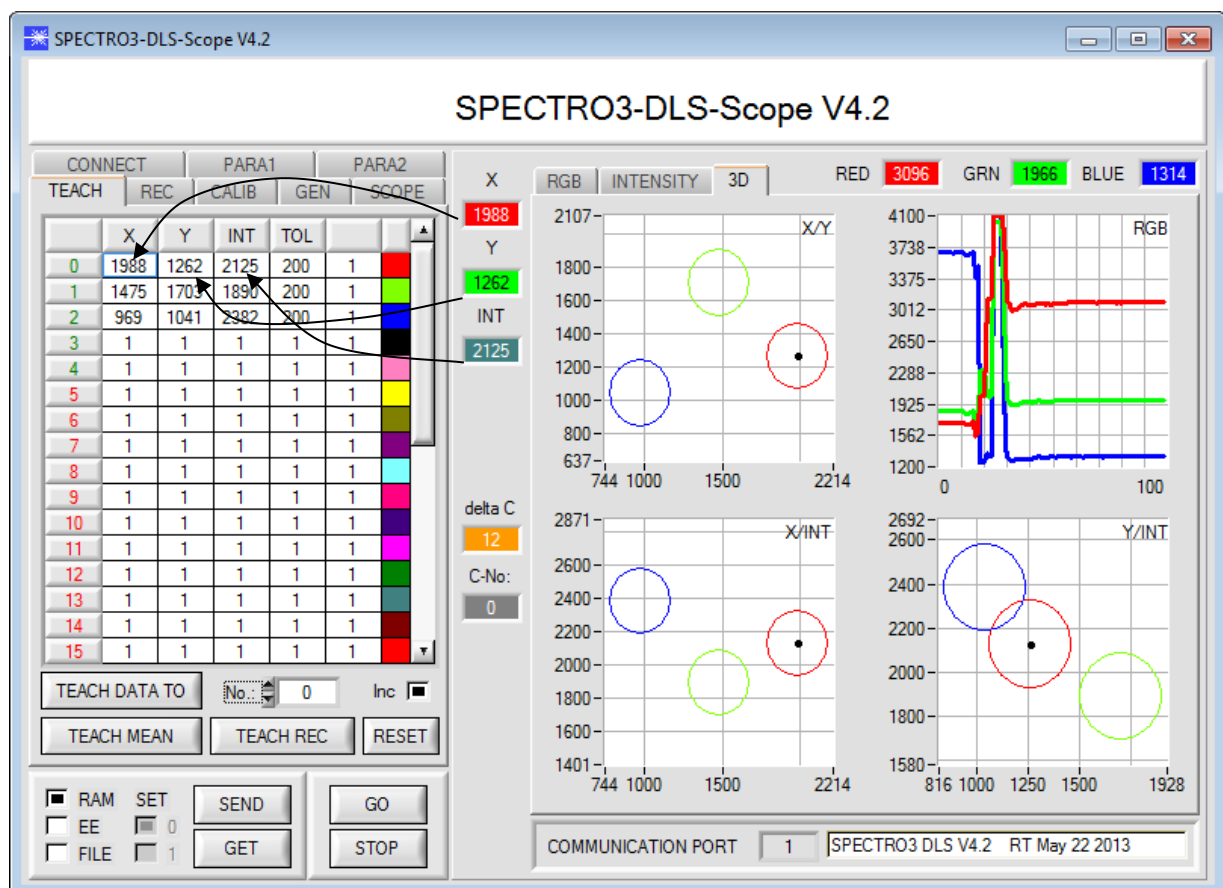 SPECTRO3-DLS-Scope V4.2
SPECTRO3-DLS-Scope V4.2
CONNECT PARA1 PARA2
TEACH REC CALIB GEN SCOPE
X Y INT TOL
0 1988 1262 2125 200 1
1 1475 1703 1890 200 1
2 969 1041 2382 200 1
3 1 1 1 1 1
4 1 1 1 1 1
5 1 1 1 1 1
6 1 1 1 1 1
7 1 1 1 1 1
8 1 1 1 1 1
9 1 1 1 1 1
10 1 1 1 1 1
11 1 1 1 1 1
12 1 1 1 1 1
13 1 1 1 1 1
14 1 1 1 1 1
15 1 1 1 1 1
TEACH DATA TO No.: 0 Inc
TEACH MEAN TEACH REC RESET
RAM SET SEND GO
EE 0
FILE 1 GET STOP
X
1988
Y
1262
INT
2125
delta C
12
C-No:
0
RGB INTENSITY 3D RED 3096 GRN 1966 BLUE 1314
X/Y
2107
1800
1600
1400
1200
1000
800
637
744 1000 1500 2214
RGB
4100
3738
3375
3012
2650
2288
1925
1562
1200
0 100
X/INT
2871
2600
2400
2200
2000
1800
1600
1401
744 1000 1500 2214
Y/INT
2692
2600
2400
2200
2000
1800
1580
816 1000 1250 1500 1928
COMMUNICATION PORT 1 SPECTRO3 DLS V4.2 RT May 22 2013